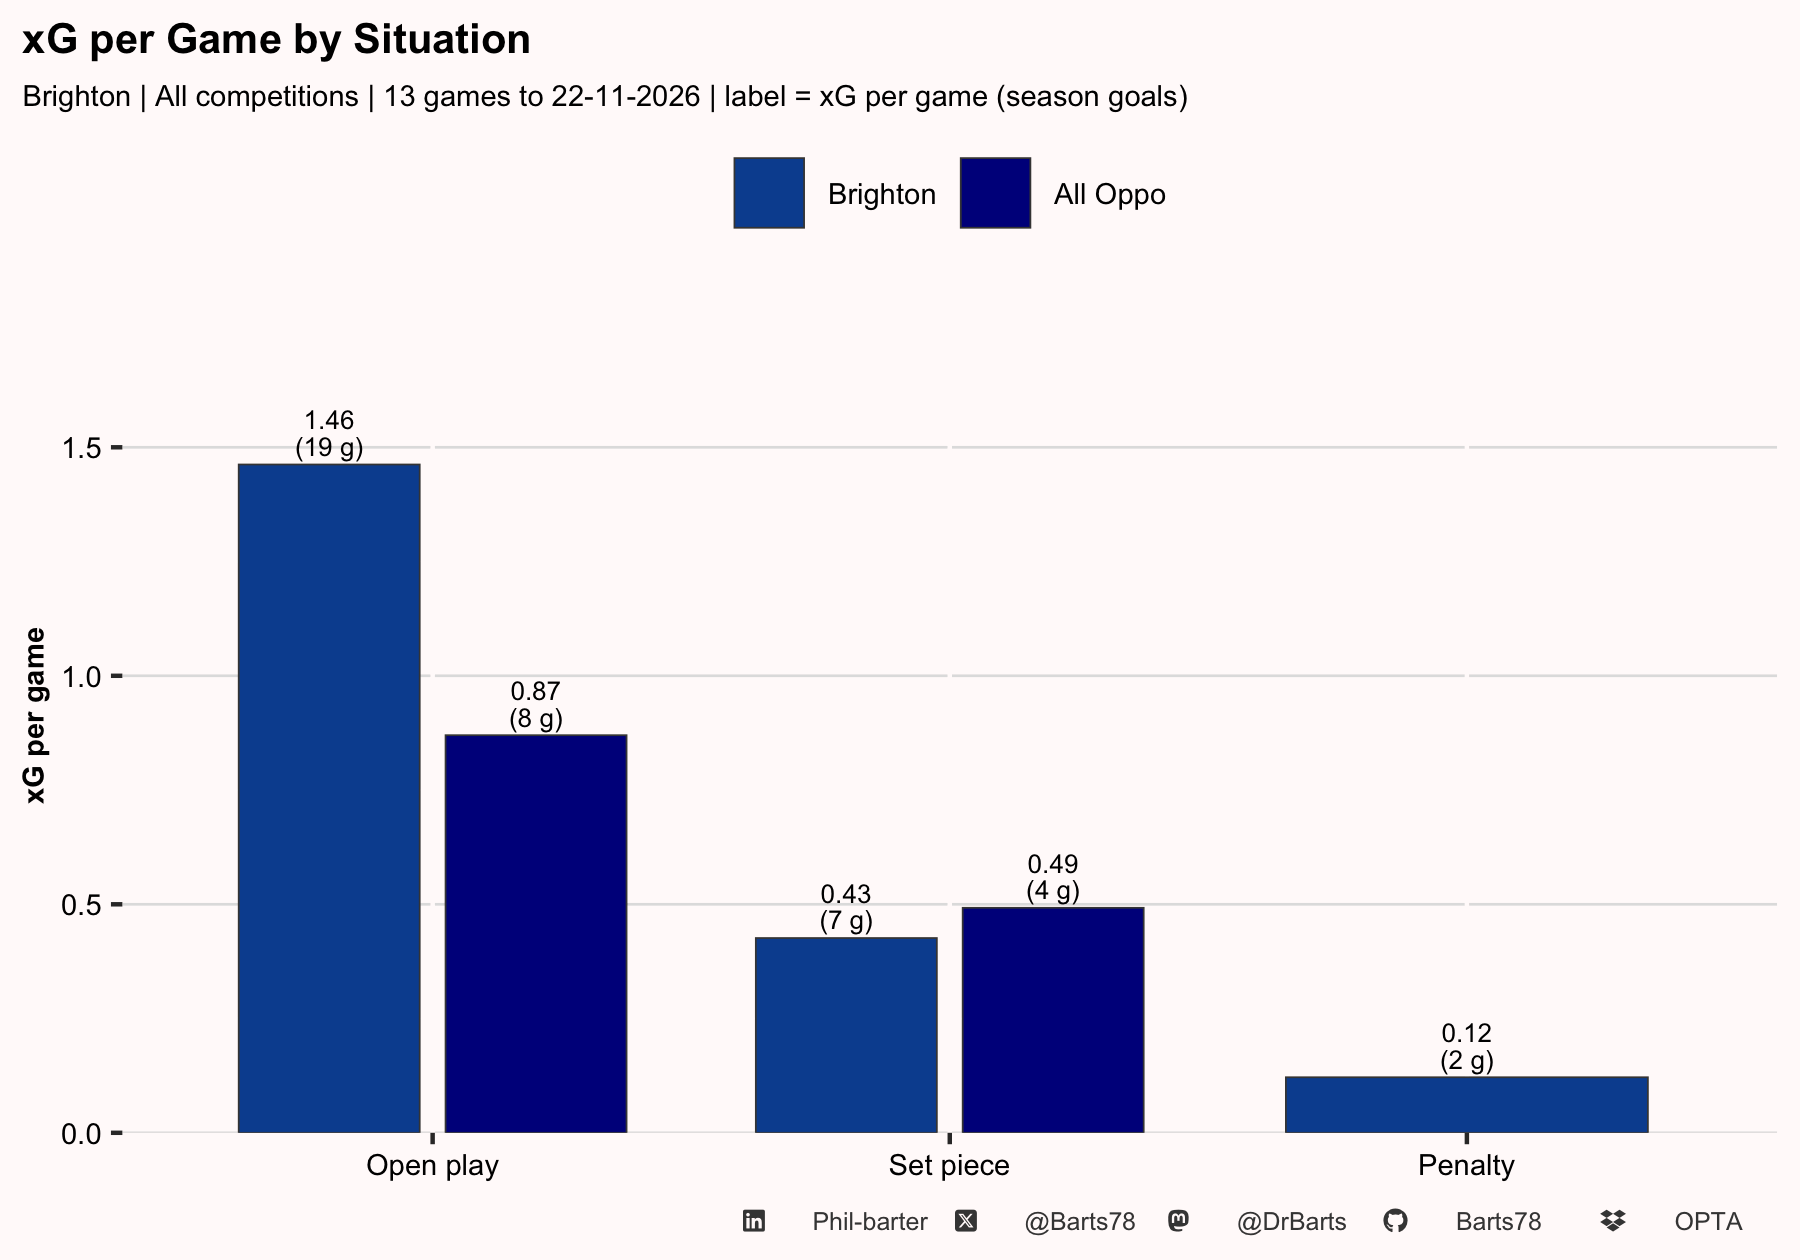 xG per Game by Situation
Brighton | All competitions | 13 games to 22-11-2026 | label = xG per game (season goals)
Brighton
All Oppo
xG per game
1.5
1.0
0.5
0.0
1.46
(19 g)
0.87
(8 g)
0.43
(7 g)
0.49
(4 g)
0.12
(2 g)
Open play
Set piece
Penalty
Phil-barter @Barts78 @DrBarts Barts78 OPTA